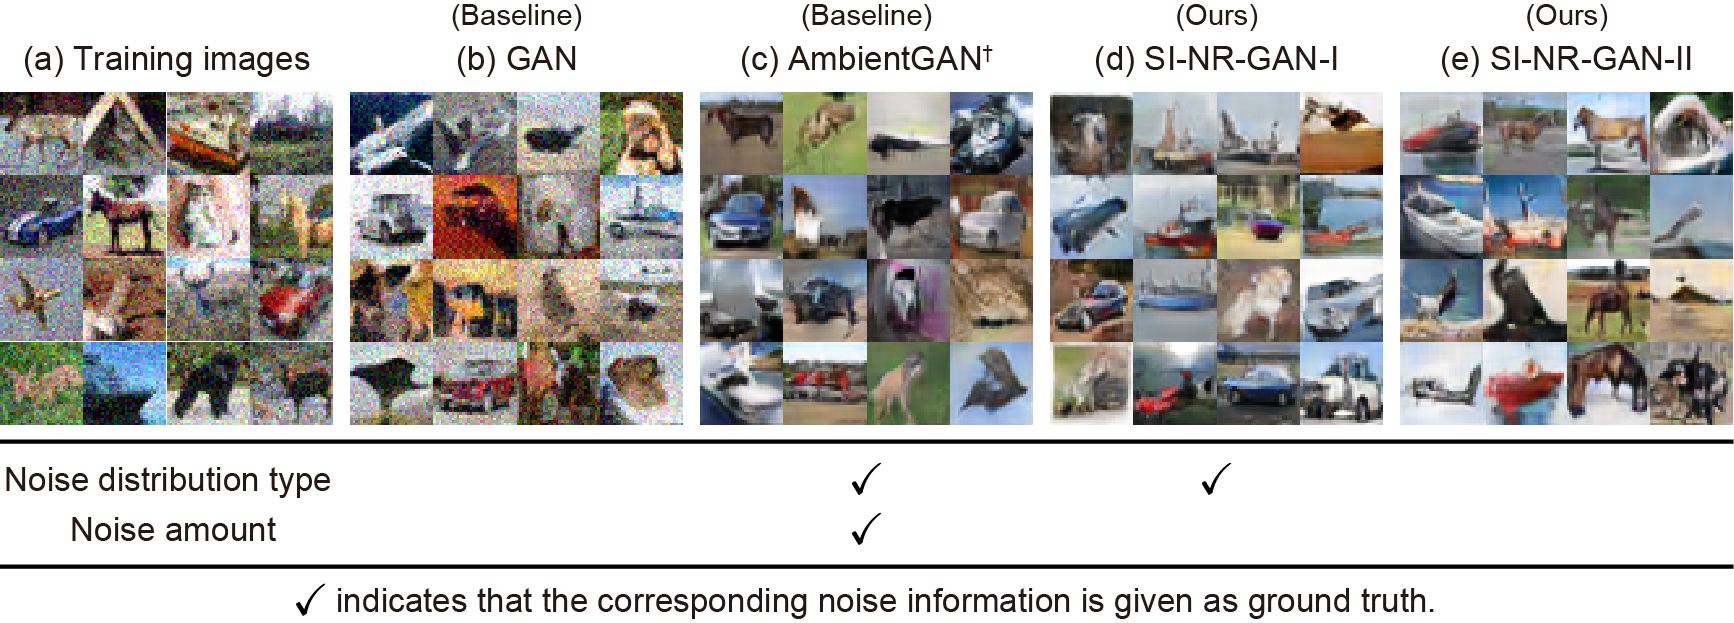 (Baseline) (Baseline) (Ours) (Ours)
(a) Training images (b) GAN (c) AmbientGAN† (d) SI-NR-GAN-I (e) SI-NR-GAN-II
Noise distribution type ✓ ✓
Noise amount ✓
✓ indicates that the corresponding noise information is given as ground truth.